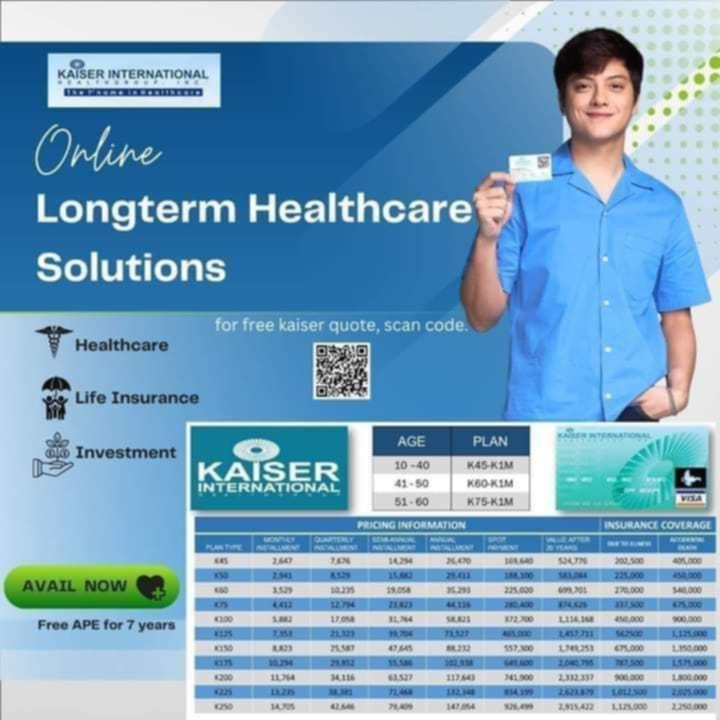 KAISER INTERNATIONAL
HEALTHGROUP, INC.
Online
Longterm Healthcare
Solutions
for free kaiser quote, scan code.
Healthcare
Life Insurance
Investment
KAISER
INTERNATIONAL
AGE PLAN
10 -40 K45-K1M
41 - 50 K60-K1M
51 - 60 K75-K1M
KAISER INTERNATIONAL
VISA
AVAIL NOW
Free APE for 7 years
PRICING INFORMATION INSURANCE COVERAGE
PLAN TYPE MONTHLY INSTALLMENT QUARTERLY INSTALLMENT SEMI-ANNUAL INSTALLMENT ANNUAL INSTALLMENT SPOT PAYMENT VALUE AFTER 20 YEARS DUE TO ILLNESS ACCIDENTAL DEATH
K45 2,647 7,676 14,294 26,470 169,640 524,776 202,500 405,000
K50 2,941 8,529 15,882 29,411 188,100 583,084 225,000 450,000
K60 3,529 10,235 19,058 35,293 225,020 699,701 270,000 540,000
K75 4,412 12,794 23,823 44,116 280,400 874,626 337,500 675,000
K100 5,882 17,058 31,764 58,821 372,700 1,116,168 450,000 900,000
K125 7,353 21,323 39,704 73,527 465,000 1,457,711 562500 1,125,000
K150 8,823 25,587 47,645 88,232 557,300 1,749,253 675,000 1,350,000
K175 10,294 29,852 55,586 102,938 649,600 2,040,795 787,500 1,575,000
K200 11,764 34,116 63,527 117,643 741,900 2,332,337 900,000 1,800,000
K225 13,235 38,381 71,468 132,348 834,199 2,623,879 1,012,500 2,025,000
K250 14,705 42,646 79,409 147,054 926,499 2,915,422 1,125,000 2,250,000